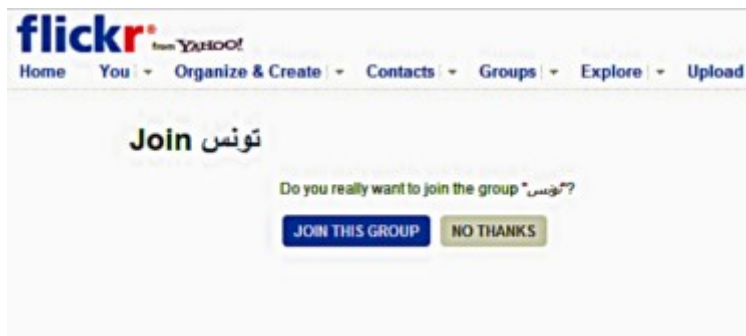 flickr from YAHOO!
Home You Organize & Create Contacts Groups Explore Upload
Join تونس
Do you really want to join the group "تونس"?
JOIN THIS GROUP NO THANKS